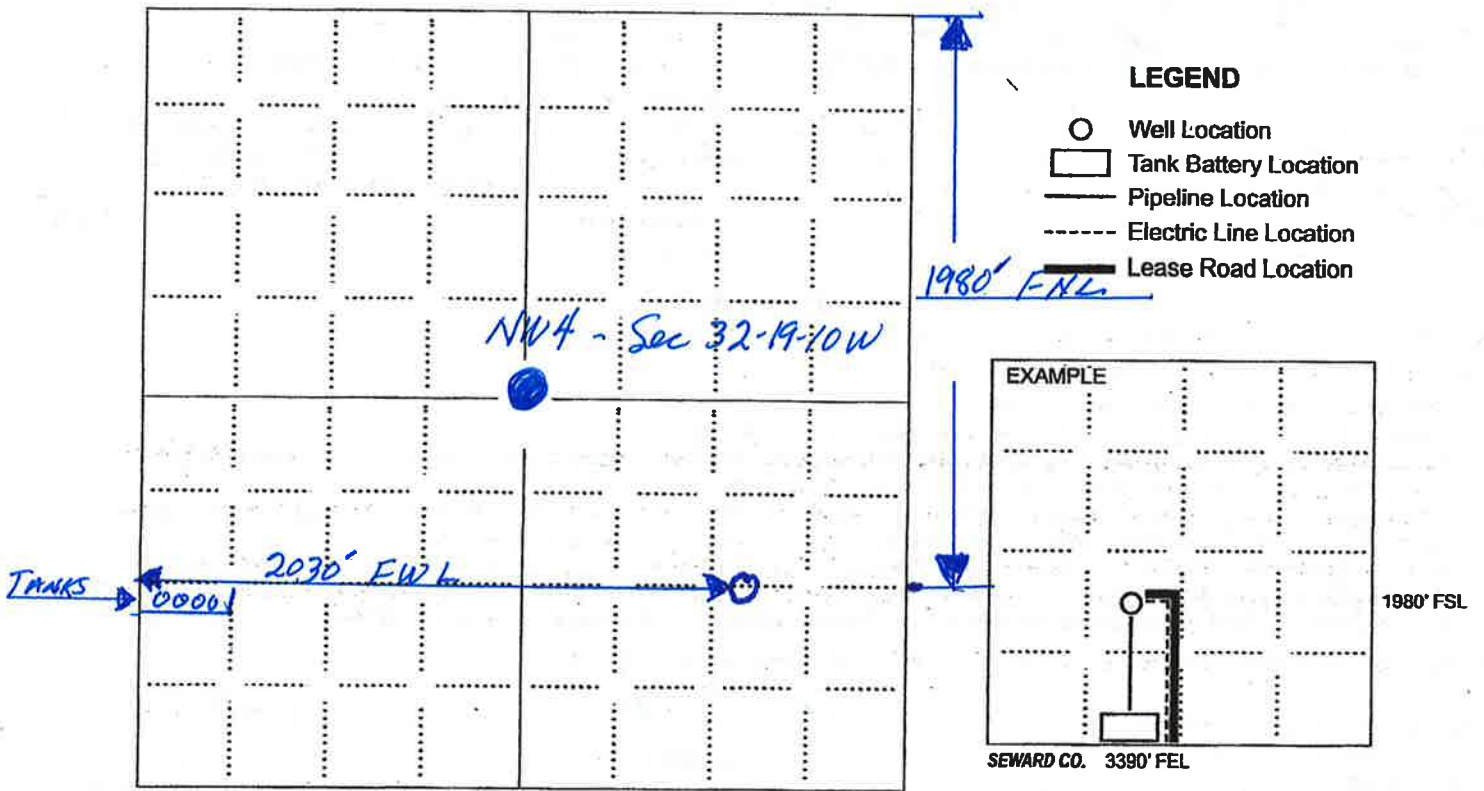 LEGEND
Well Location
Tank Battery Location
Pipeline Location
Electric Line Location
Lease Road Location
1980' FNL
NW4 - Sec 32-19-10W
EXAMPLE
2030' FWL
TANKS
0000
1980' FSL
SEWARD CO. 3390' FEL